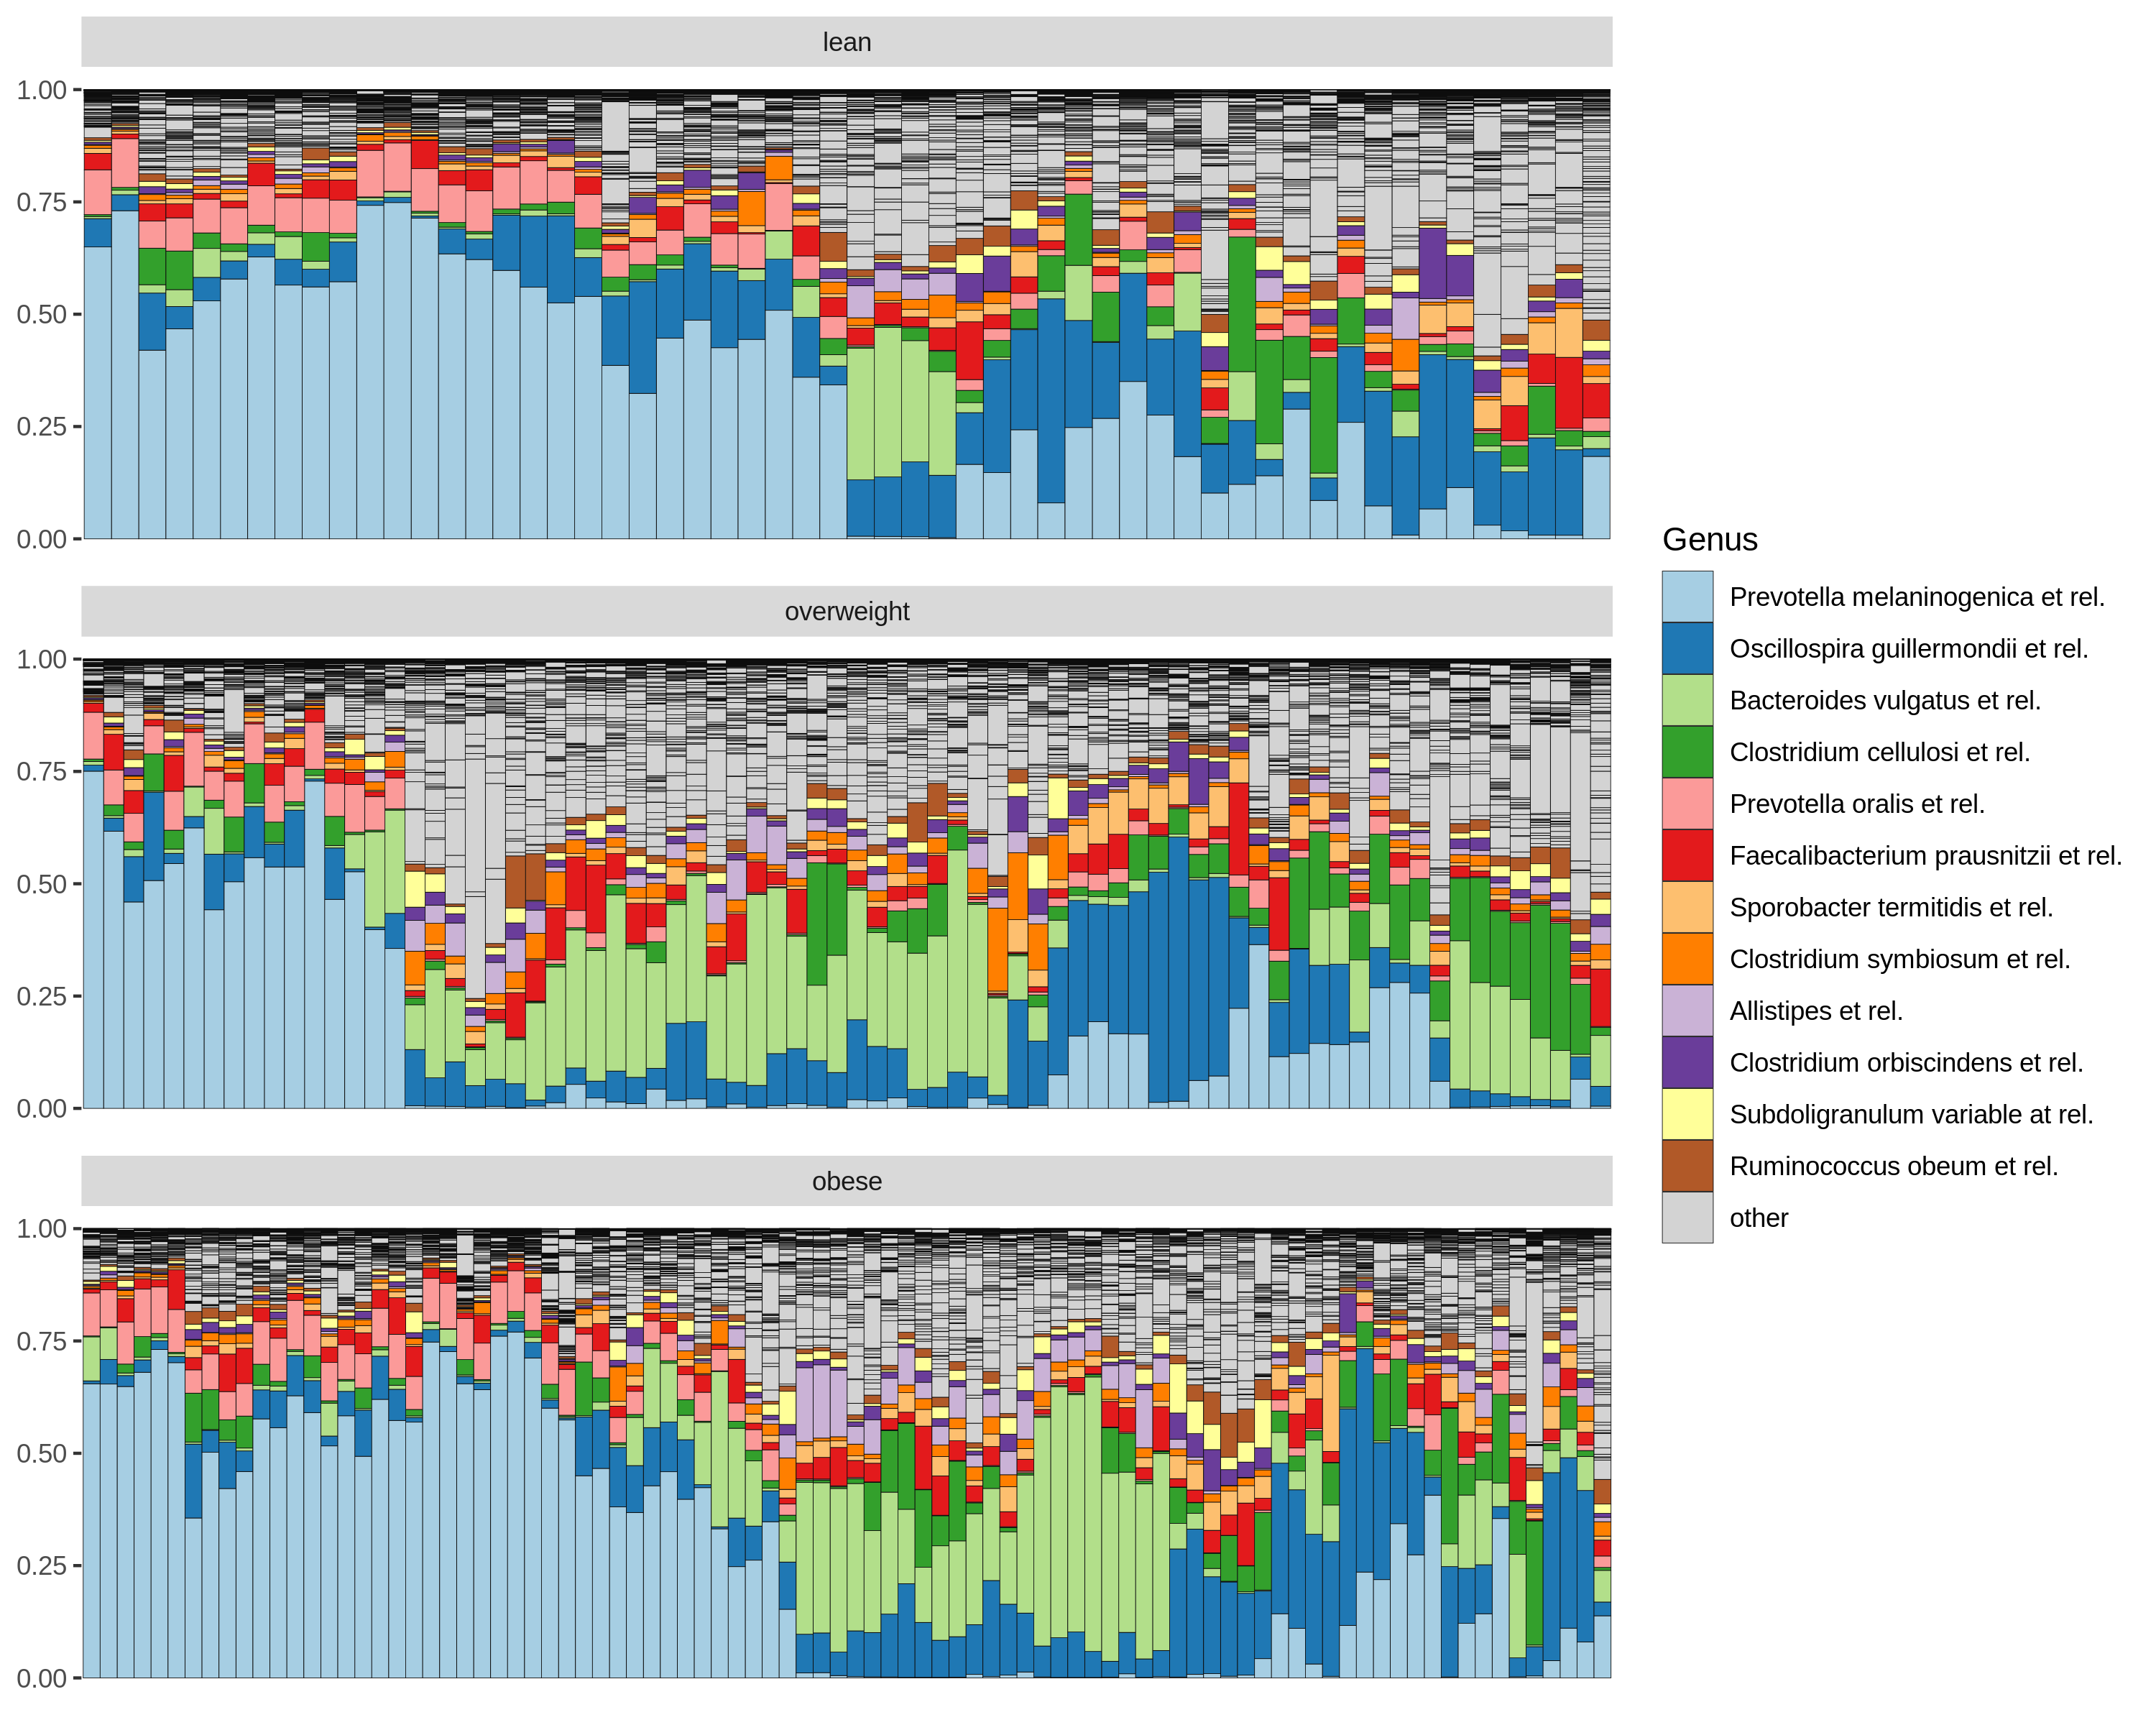 lean
1.00
0.75
0.50
0.25
0.00
overweight
1.00
0.75
0.50
0.25
0.00
obese
1.00
0.75
0.50
0.25
0.00
Genus
Prevotella melaninogenica et rel.
Oscillospira guillermondii et rel.
Bacteroides vulgatus et rel.
Clostridium cellulosi et rel.
Prevotella oralis et rel.
Faecalibacterium prausnitzii et rel.
Sporobacter termitidis et rel.
Clostridium symbiosum et rel.
Allistipes et rel.
Clostridium orbiscindens et rel.
Subdoligranulum variable at rel.
Ruminococcus obeum et rel.
other